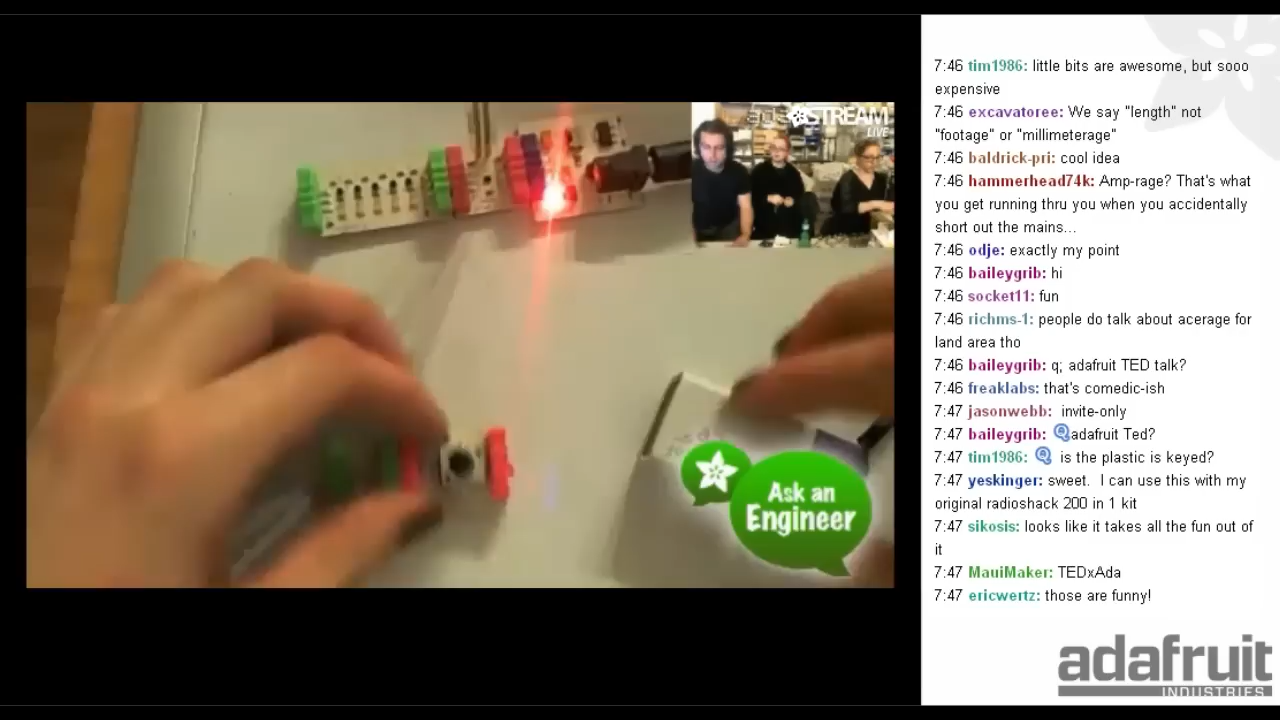 STREAM
LIVE
Ask an
Engineer
7:46 tim1986: little bits are awesome, but sooo
expensive
7:46 excavatoree: We say "length" not
"footage" or "millimeterage"
7:46 baldrick-pri: cool idea
7:46 hammerhead74k: Amp-rage? That's what
you get running thru you when you accidentally
short out the mains...
7:46 odje: exactly my point
7:46 baileygrib: hi
7:46 socket11: fun
7:46 richms-1: people do talk about acerage for
land area tho
7:46 baileygrib: q; adafruit TED talk?
7:46 freaklabs: that's comedic-ish
7:47 jasonwebb: invite-only
7:47 baileygrib: adafruit Ted?
7:47 tim1986: is the plastic is keyed?
7:47 yeskinger: sweet. I can use this with my
original radioshack 200 in 1 kit
7:47 sikosis: looks like it takes all the fun out of
it
7:47 MauiMaker: TEDxAda
7:47 ericwertz: those are funny!
adafruit
INDUSTRIES